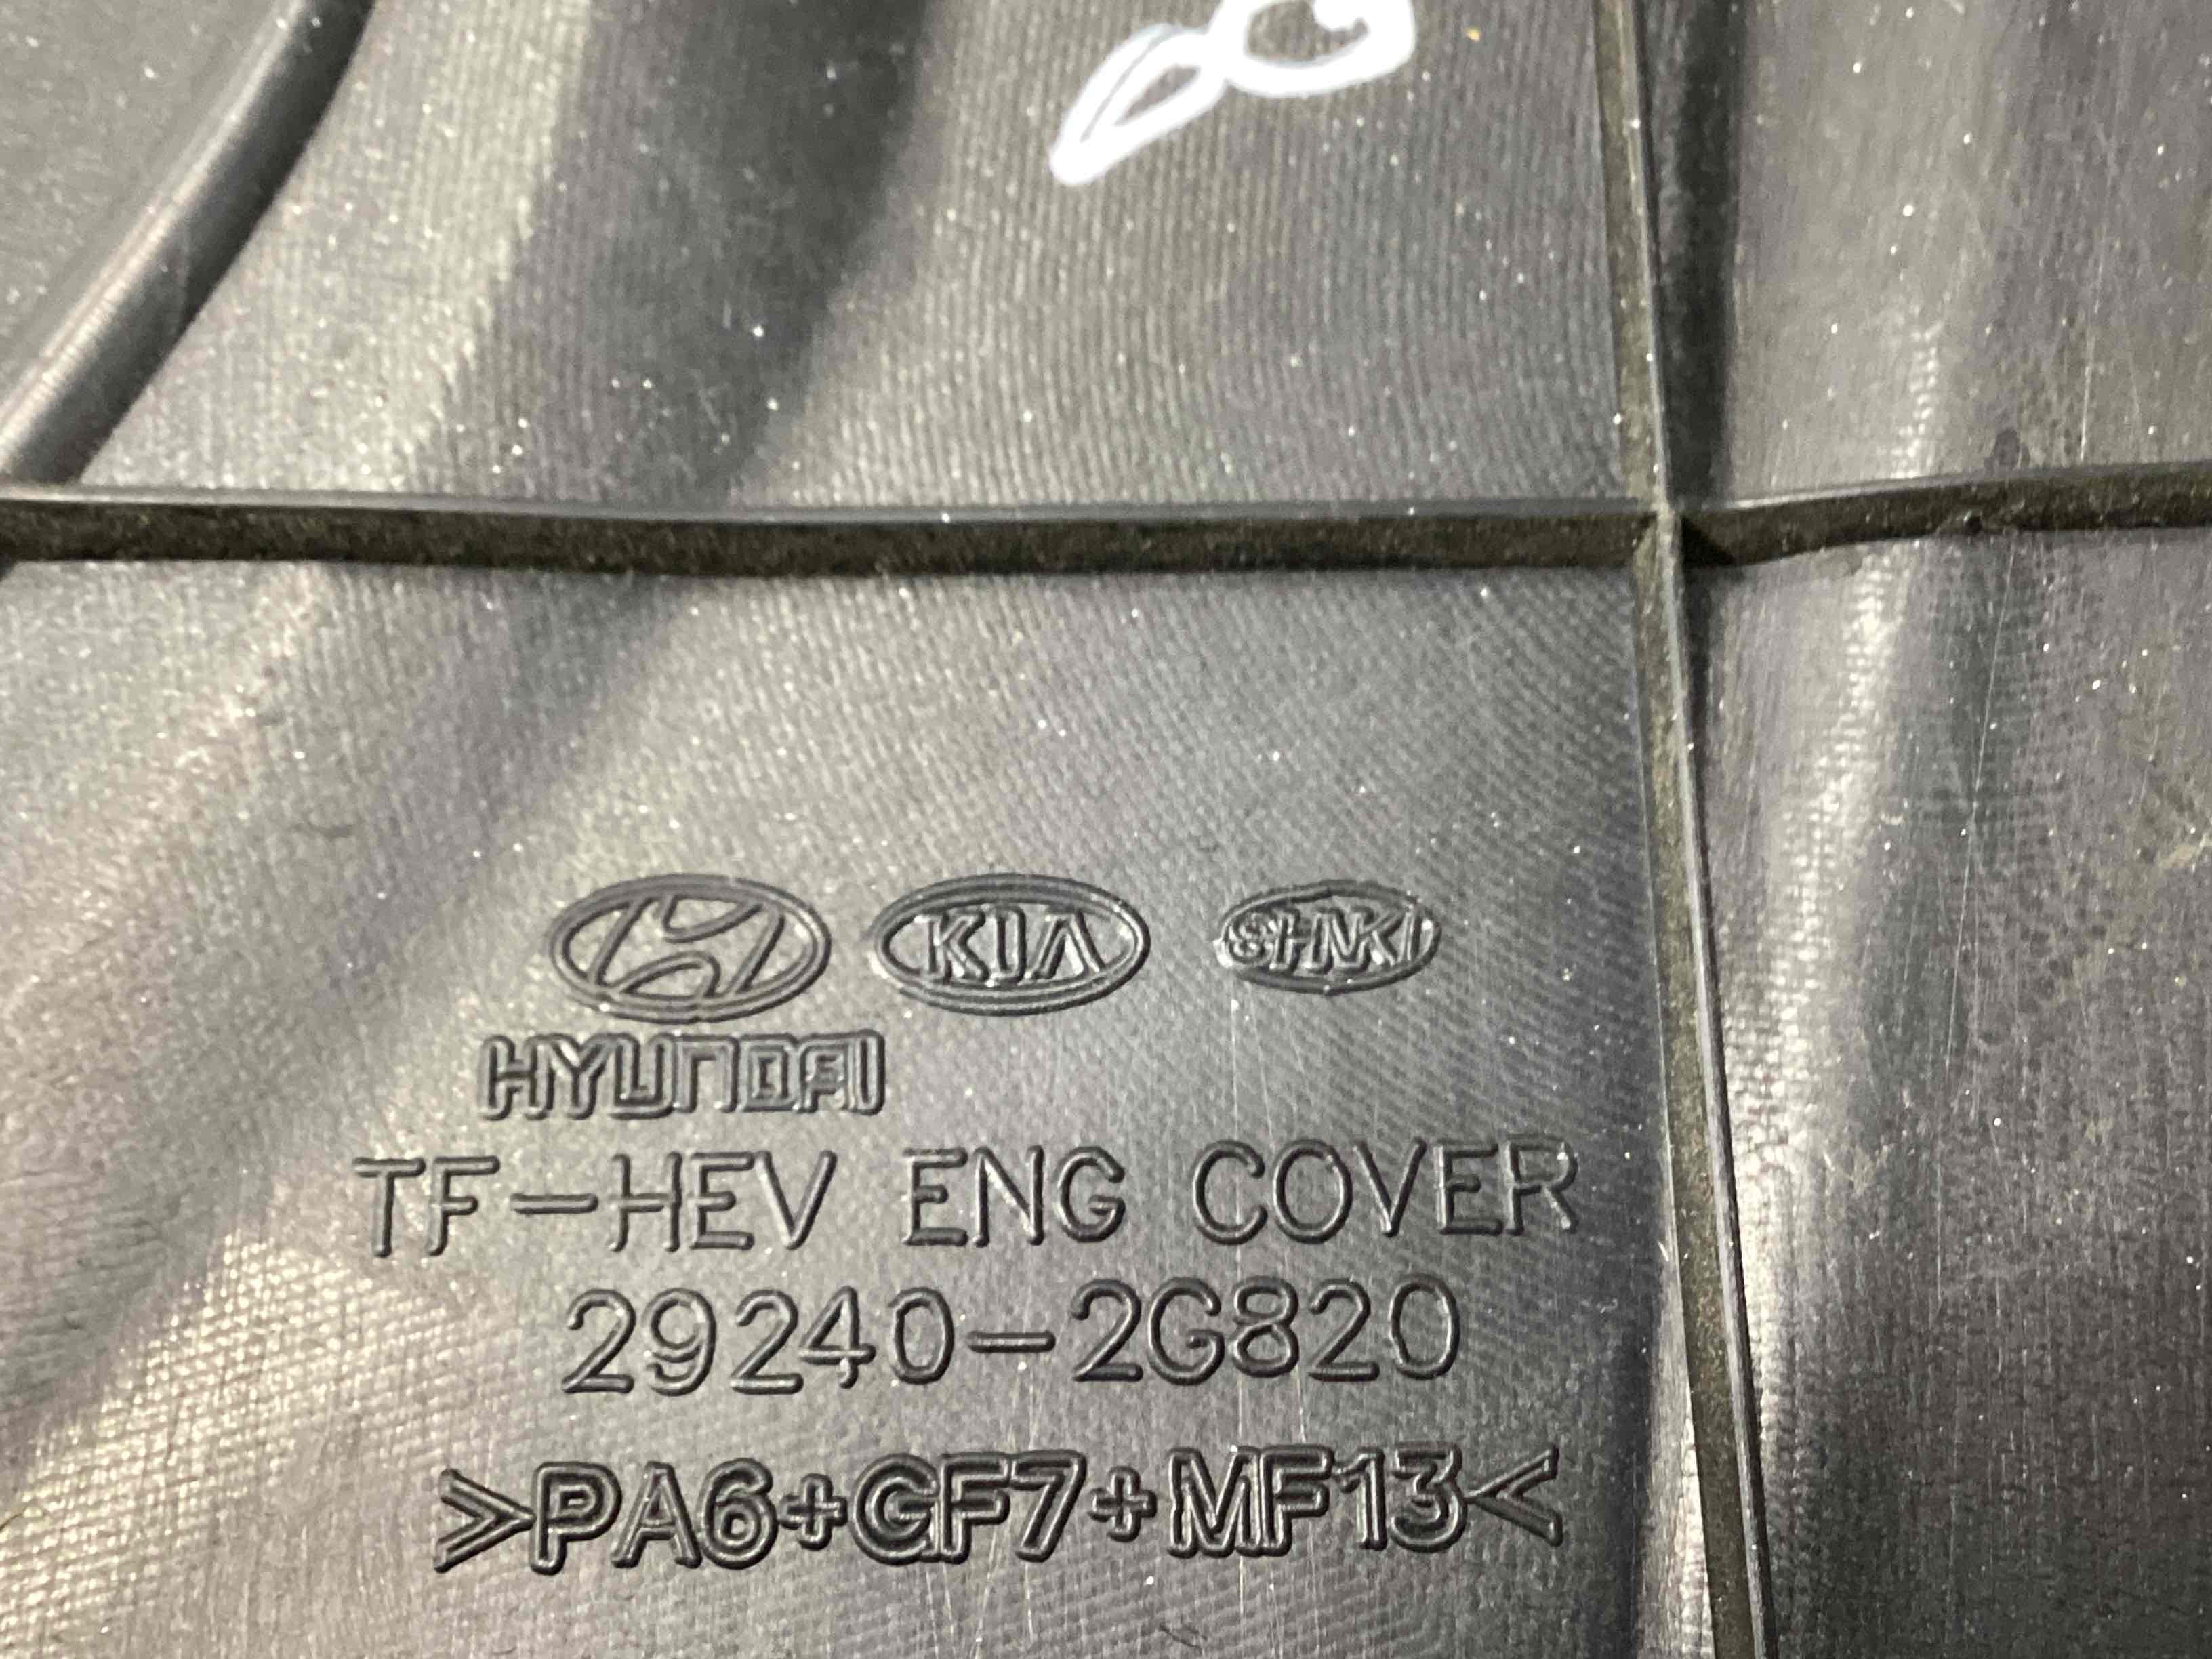 KIA
HYUNDAI
TF-HEV ENG COVER
29240-2G820
>PA6+GF7+MF13<